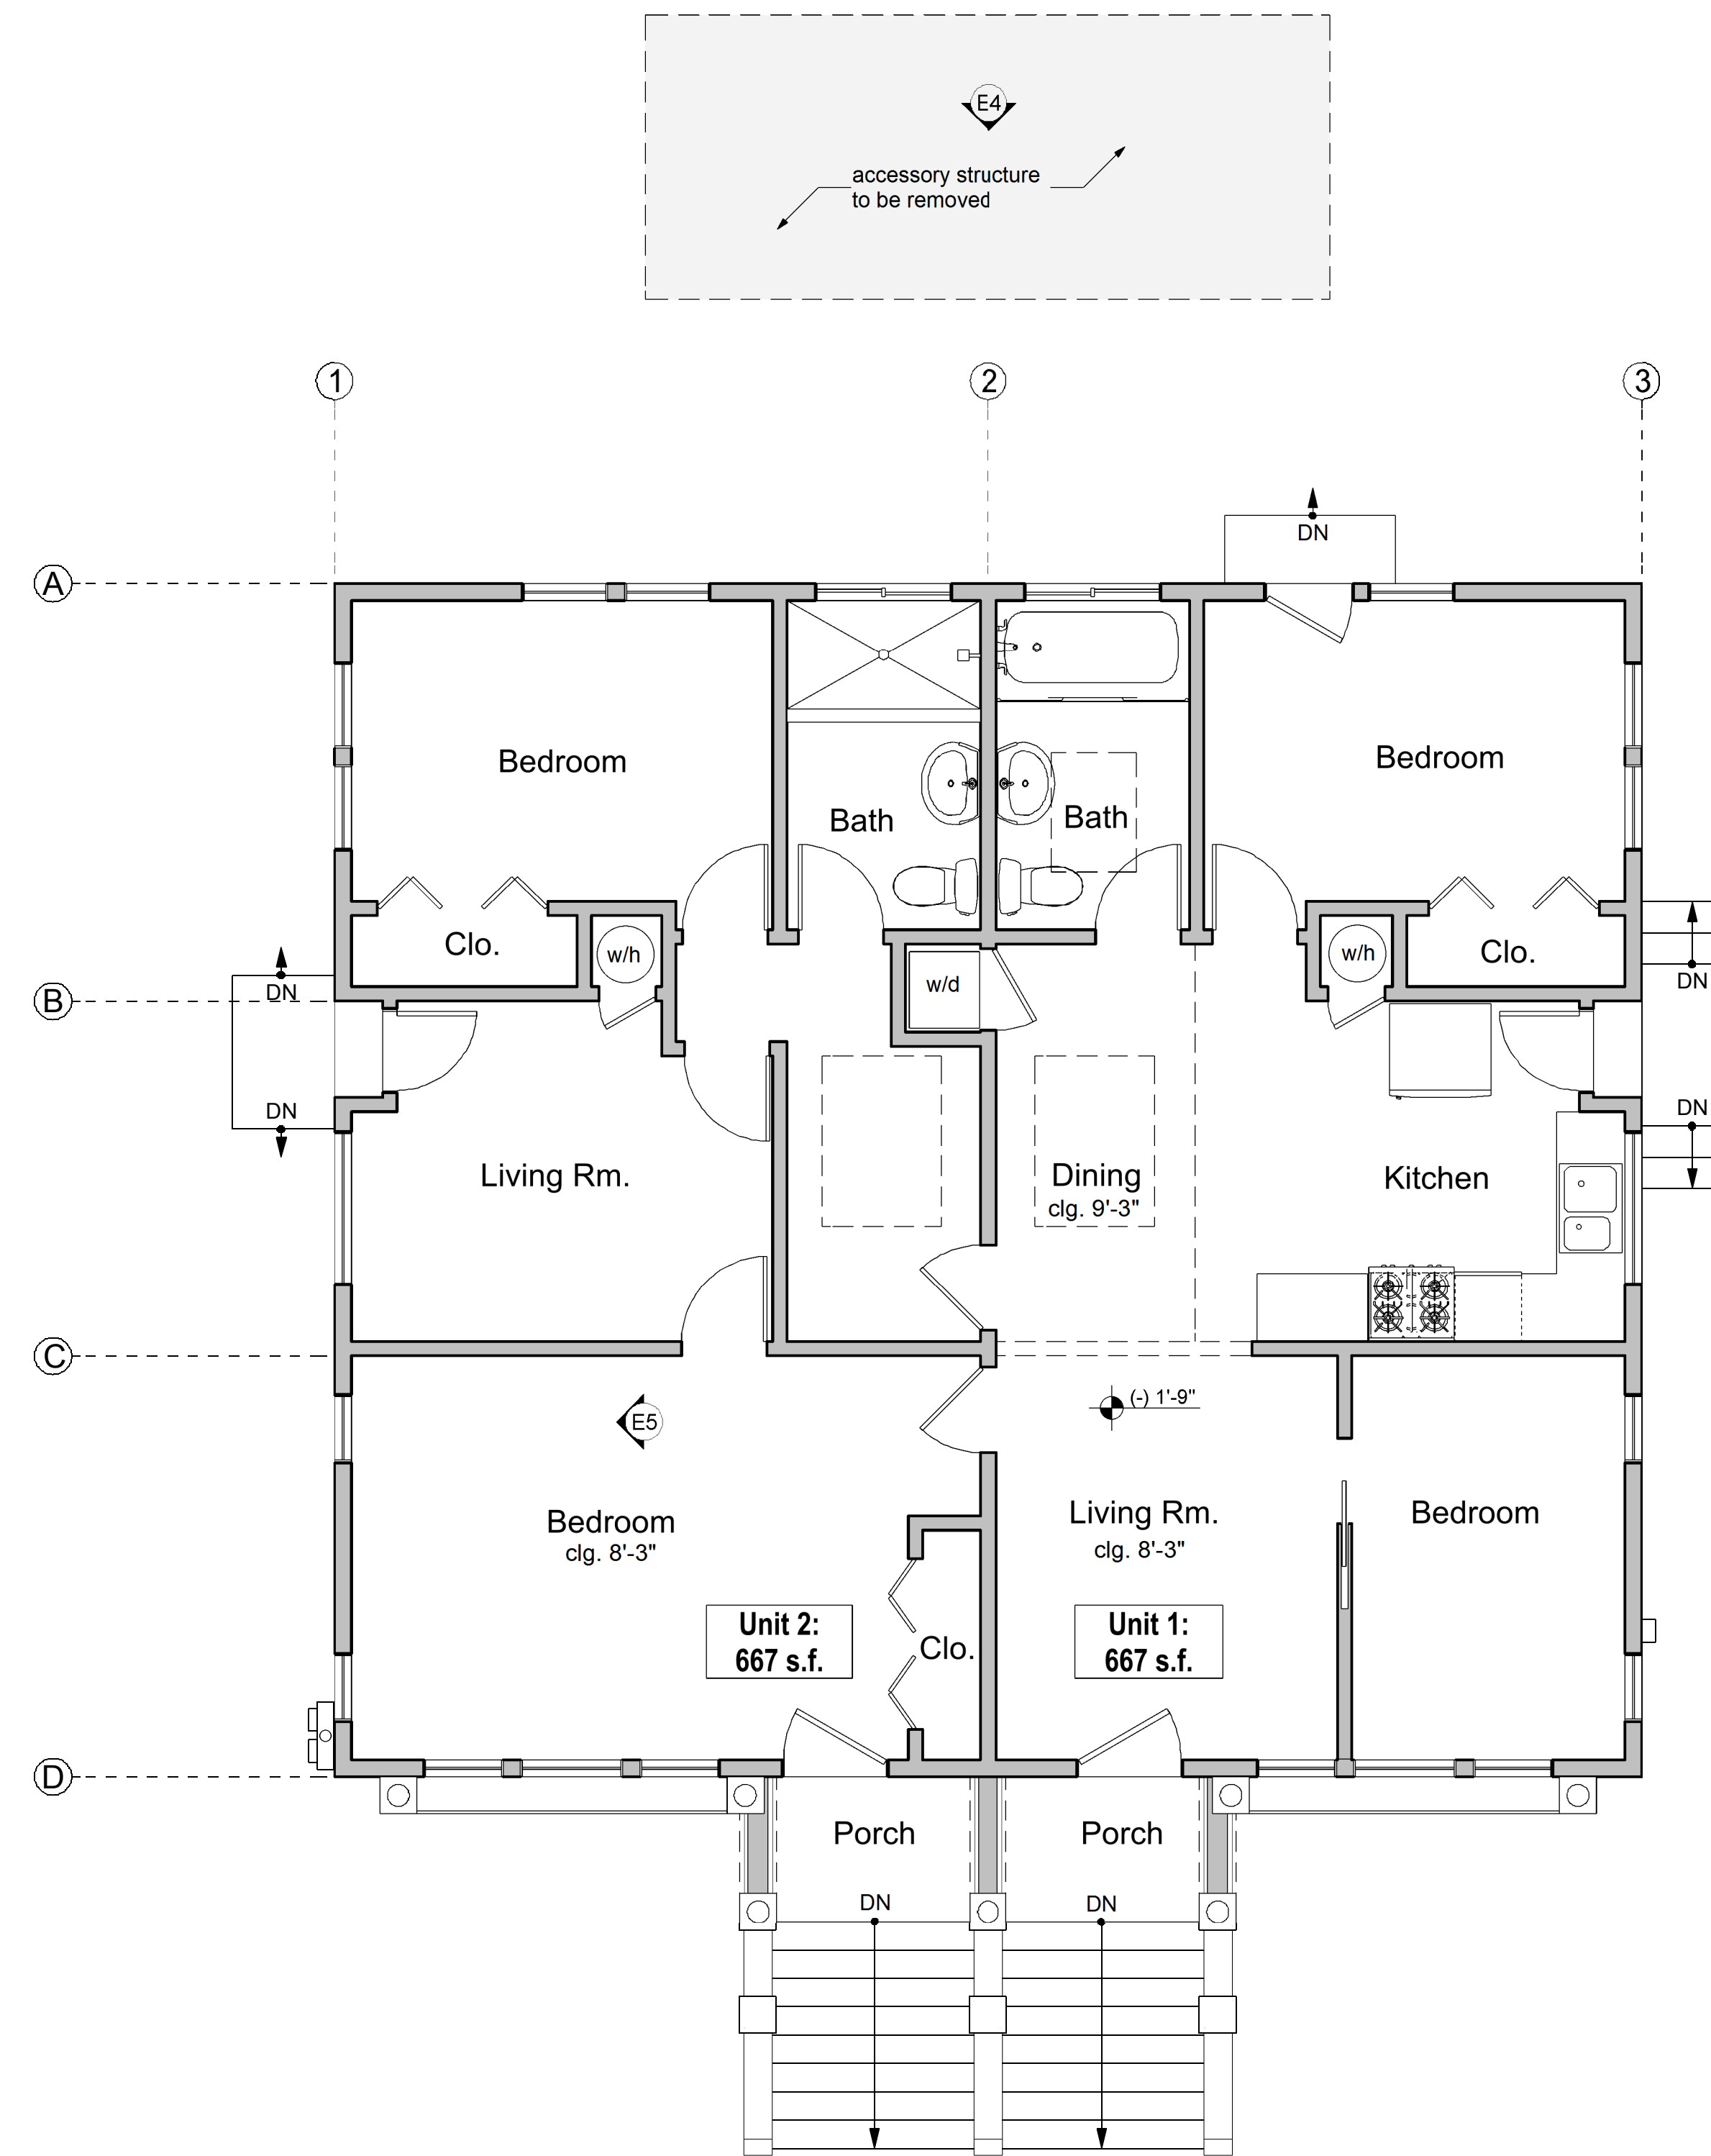 E4
accessory structure
to be removed
1
2
3
DN
A
Bedroom
Bedroom
Bath
Bath
Clo.
w/h
w/d
w/h
Clo.
DN
DN
B
DN
DN
Living Rm.
Dining
clg. 9'-3"
Kitchen
C
(-) 1'-9"
E5
Bedroom
clg. 8'-3"
Living Rm.
clg. 8'-3"
Bedroom
Unit 2:
667 s.f.
Unit 1:
667 s.f.
Clo.
D
Porch
Porch
DN
DN